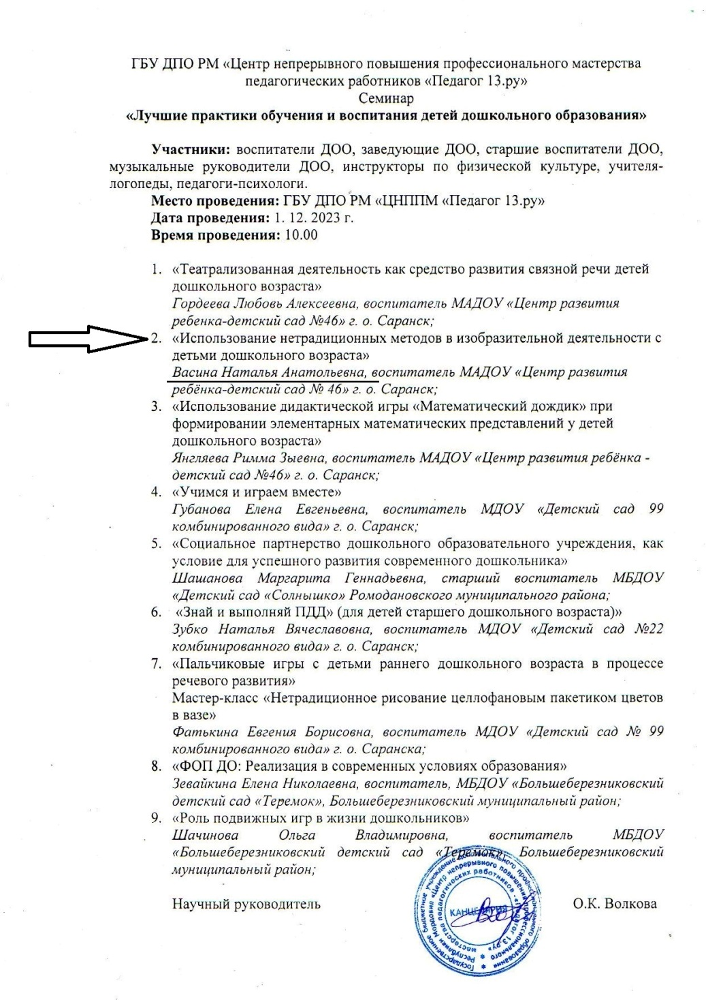 ГБУ ДПО РМ «Центр непрерывного повышения профессионального мастерства
педагогических работников «Педагог 13.ру»
Семинар
«Лучшие практики обучения и воспитания детей дошкольного образования»
Участники: воспитатели ДОО, заведующие ДОО, старшие воспитатели ДОО,
музыкальные руководители ДОО, инструкторы по физической культуре, учителя-
логопеды, педагоги-психологи.
Место проведения: ГБУ ДПО РМ «ЦНППМ «Педагог 13.ру»
Дата проведения: 1. 12. 2023 г.
Время проведения: 10.00
1. «Театрализованная деятельность как средство развития связной речи детей
дошкольного возраста»
Гордеева Любовь Алексеевна, воспитатель МАДОУ «Центр развития
ребенка-детский сад №46» г. о. Саранск;
2. «Использование нетрадиционных методов в изобразительной деятельности с
детьми дошкольного возраста»
Васина Наталья Анатольевна, воспитатель МАДОУ «Центр развития
ребёнка-детский сад № 46» г. о. Саранск;
3. «Использование дидактической игры «Математический дождик» при
формировании элементарных математических представлений у детей
дошкольного возраста»
Янгляева Римма Зыевна, воспитатель МАДОУ «Центр развития ребёнка -
детский сад №46» г. о. Саранск;
4. «Учимся и играем вместе»
Губанова Елена Евгеньевна, воспитатель МДОУ «Детский сад 99
комбинированного вида» г. о. Саранск;
5. «Социальное партнерство дошкольного образовательного учреждения, как
условие для успешного развития современного дошкольника»
Шашанова Маргарита Геннадьевна, старший воспитатель МБДОУ
«Детский сад «Солнышко» Ромодановского муниципального района;
6. «Знай и выполняй ПДД» (для детей старшего дошкольного возраста)»
Зубко Наталья Вячеславовна, воспитатель МДОУ «Детский сад №22
комбинированного вида» г. о. Саранск;
7. «Пальчиковые игры с детьми раннего дошкольного возраста в процессе
речевого развития»
Мастер-класс «Нетрадиционное рисование целлофановым пакетиком цветов
в вазе»
Фатькина Евгения Борисовна, воспитатель МДОУ «Детский сад № 99
комбинированного вида» г. о. Саранска;
8. «ФОП ДО: Реализация в современных условиях образования»
Зевайкина Елена Николаевна, воспитатель, МБДОУ «Большеберезниковский
детский сад «Теремок», Большеберезниковский муниципальный район;
9. «Роль подвижных игр в жизни дошкольников»
Шачинова Ольга Владимировна, воспитатель МБДОУ
«Большеберезниковский детский сад «Теремок», Большеберезниковский
муниципальный район;
Научный руководитель О.К. Волкова
Государственное бюджетное учреждение дополнительного профессионального образования
Республики Мордовия «Центр непрерывного повышения профессионального
мастерства педагогических работников - «Педагог 13.ру»
КАНЦЕЛЯРИЯ